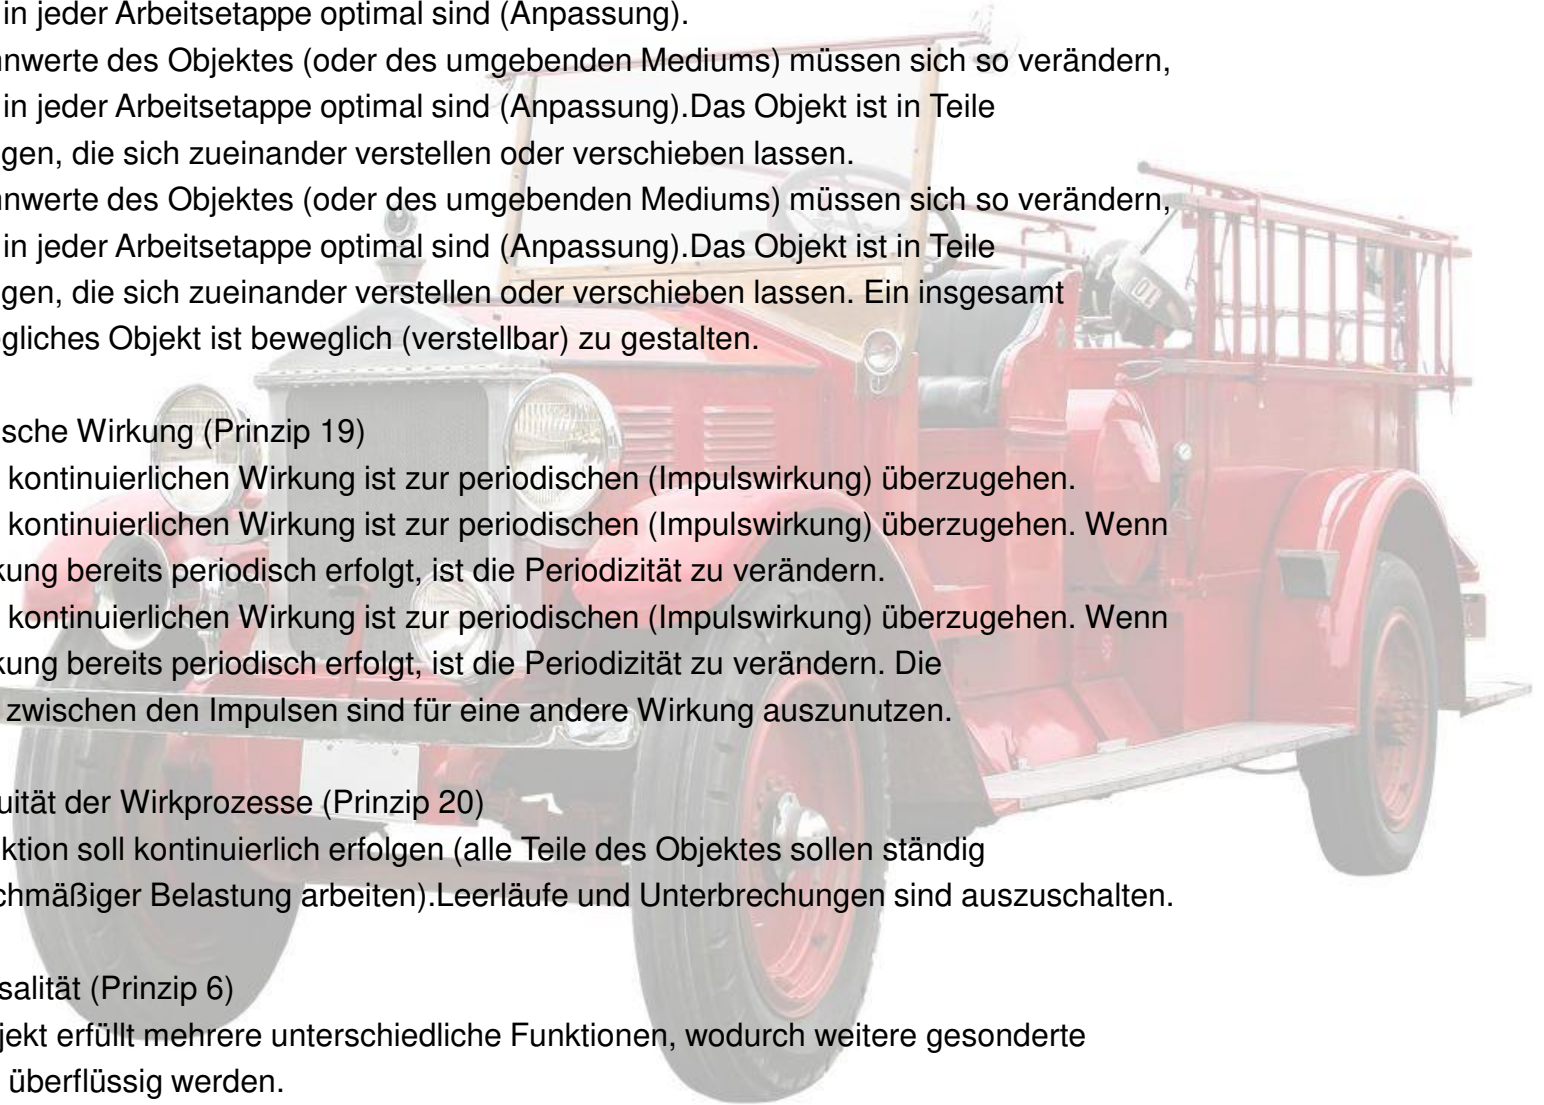 in jeder Arbeitsetappe optimal sind (Anpassung).
nnwerte des Objektes (oder des umgebenden Mediums) müssen sich so verändern,
in jeder Arbeitsetappe optimal sind (Anpassung).Das Objekt ist in Teile
gen, die sich zueinander verstellen oder verschieben lassen.
nnwerte des Objektes (oder des umgebenden Mediums) müssen sich so verändern,
in jeder Arbeitsetappe optimal sind (Anpassung).Das Objekt ist in Teile
gen, die sich zueinander verstellen oder verschieben lassen. Ein insgesamt
gliches Objekt ist beweglich (verstellbar) zu gestalten.
sche Wirkung (Prinzip 19)
kontinuierlichen Wirkung ist zur periodischen (Impulswirkung) überzugehen.
kontinuierlichen Wirkung ist zur periodischen (Impulswirkung) überzugehen. Wenn
kung bereits periodisch erfolgt, ist die Periodizität zu verändern.
kontinuierlichen Wirkung ist zur periodischen (Impulswirkung) überzugehen. Wenn
kung bereits periodisch erfolgt, ist die Periodizität zu verändern. Die
zwischen den Impulsen sind für eine andere Wirkung auszunutzen.
uität der Wirkprozesse (Prinzip 20)
ktion soll kontinuierlich erfolgen (alle Teile des Objektes sollen ständig
chmäßiger Belastung arbeiten).Leerläufe und Unterbrechungen sind auszuschalten.
salität (Prinzip 6)
jekt erfüllt mehrere unterschiedliche Funktionen, wodurch weitere gesonderte
überflüssig werden.